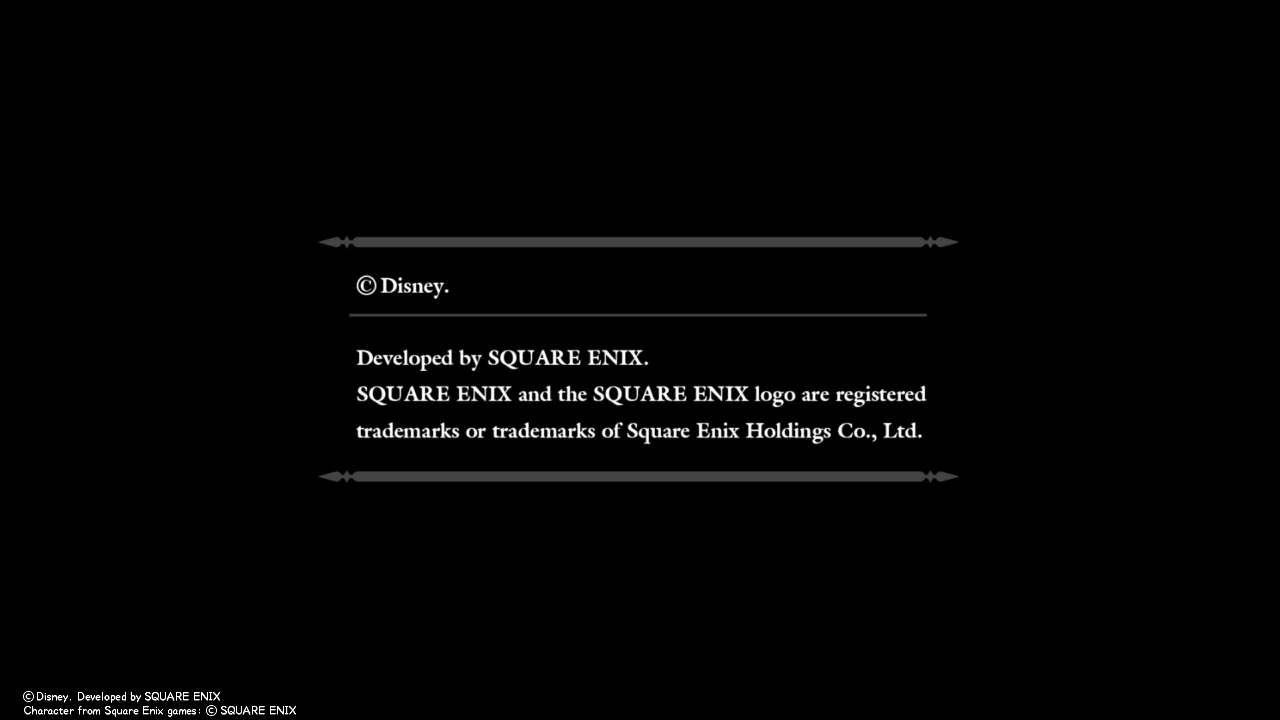 © Disney.
Developed by SQUARE ENIX.
SQUARE ENIX and the SQUARE ENIX logo are registered
trademarks or trademarks of Square Enix Holdings Co., Ltd.
© Disney. Developed by SQUARE ENIX
Character from Square Enix games: © SQUARE ENIX